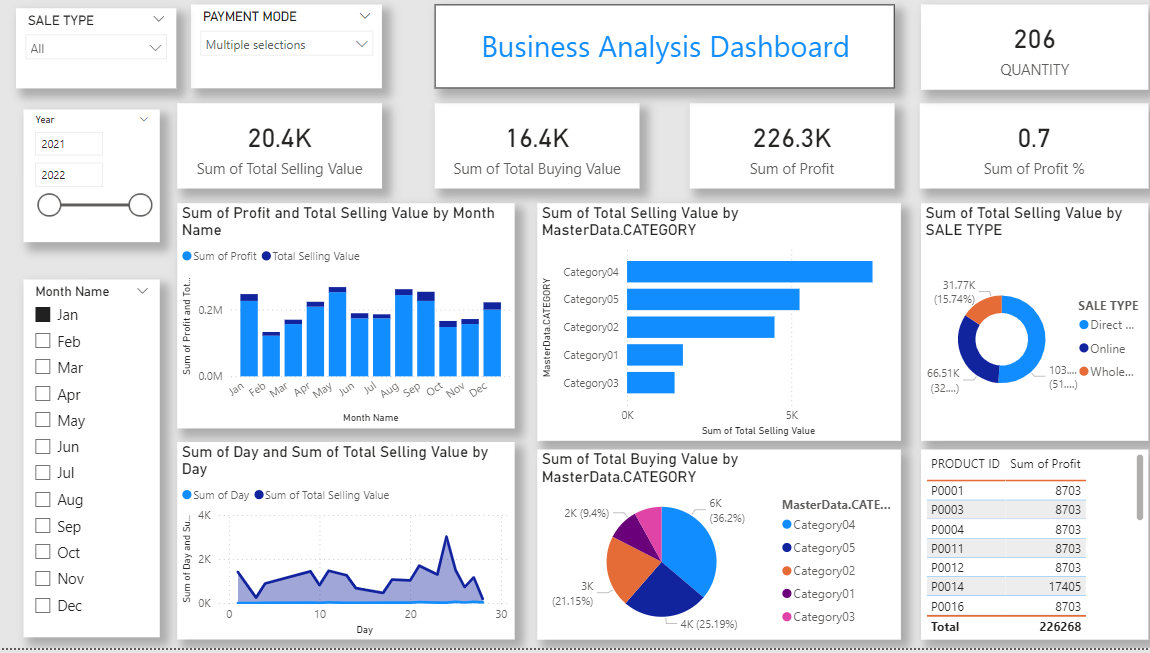 SALE TYPE
All
PAYMENT MODE
Multiple selections
Business Analysis Dashboard
206
QUANTITY
Year
2021
2022
20.4K
Sum of Total Selling Value
16.4K
Sum of Total Buying Value
226.3K
Sum of Profit
0.7
Sum of Profit %
Month Name
Jan
Feb
Mar
Apr
May
Jun
Jul
Aug
Sep
Oct
Nov
Dec
Sum of Profit and Total Selling Value by Month
Name
Sum of Profit
Total Selling Value
Sum of Profit and Tot...
0.2M
0.0M
Jan
Feb
Mar
Apr
May
Jun
Jul
Aug
Sep
Oct
Nov
Dec
Month Name
Sum of Total Selling Value by
MasterData.CATEGORY
MasterData.CATEGORY
Category04
Category05
Category02
Category01
Category03
0K
5K
Sum of Total Selling Value
Sum of Total Selling Value by
SALE TYPE
31.77K
(15.74%)
66.51K
(32....)
103....
(51....)
SALE TYPE
Direct ...
Online
Whole...
Sum of Day and Sum of Total Selling Value by
Day
Sum of Day
Sum of Total Selling Value
Sum of Day and Su...
4K
2K
0K
0
10
20
30
Day
Sum of Total Buying Value by
MasterData.CATEGORY
6K
(36.2%)
4K (25.19%)
3K
(21.15%)
2K (9.4%)
MasterData.CATE...
Category04
Category05
Category02
Category01
Category03
PRODUCT ID Sum of Profit
P0001 8703
P0003 8703
P0004 8703
P0011 8703
P0012 8703
P0014 17405
P0016 8703
Total 226268